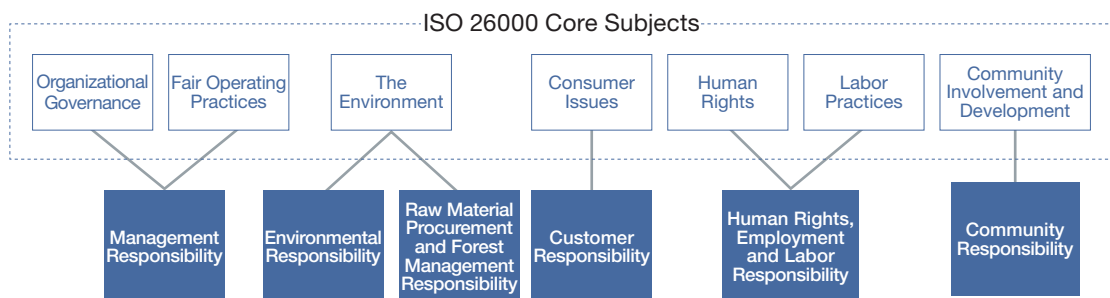 ISO 26000 Core Subjects
Organizational
Governance
Fair Operating
Practices
The
Environment
Consumer
Issues
Human
Rights
Labor
Practices
Community
Involvement and
Development
Management
Responsibility
Environmental
Responsibility
Raw Material
Procurement
and Forest
Management
Responsibility
Customer
Responsibility
Human Rights,
Employment
and Labor
Responsibility
Community
Responsibility